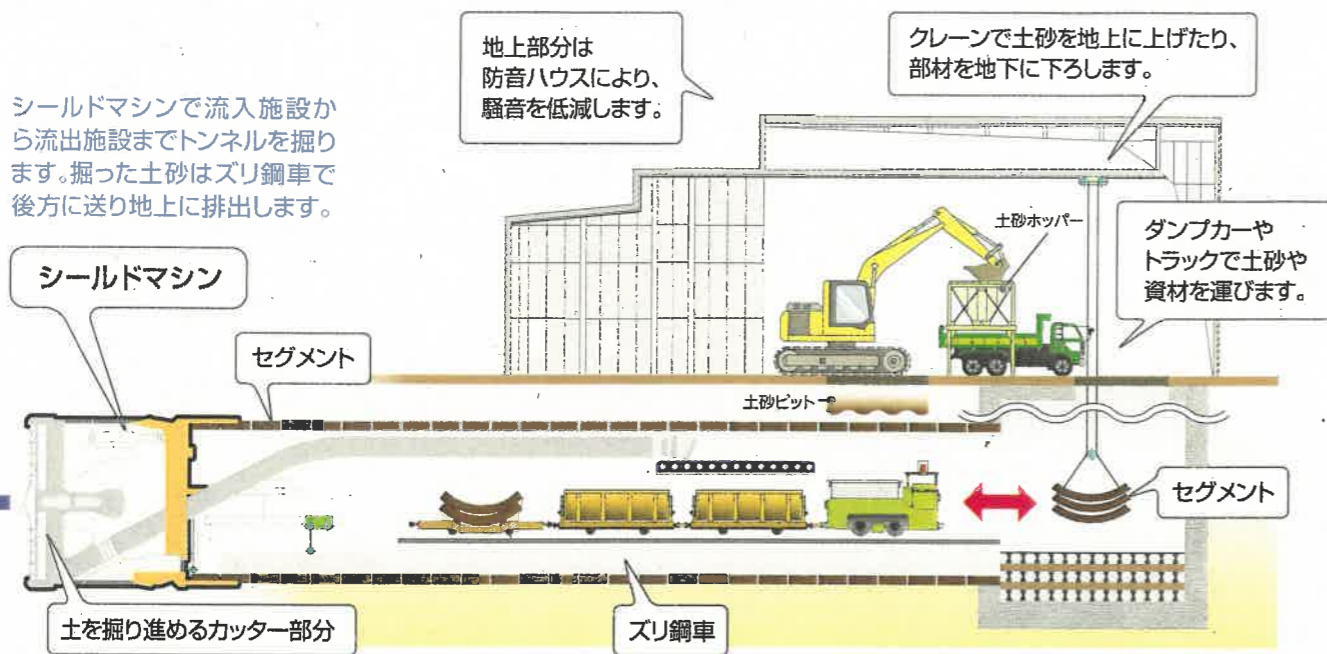 地上部分は
防音ハウスにより、
騒音を低減します。
クレーンで土砂を地上に上げたり、
部材を地下に下ろします。
シールドマシンで流入施設か
ら流出施設までトンネルを掘り
ます。掘った土砂はズリ鋼車で
後方に送り地上に排出します。
土砂ホッパー
ダンプカーや
トラックで土砂や
資材を運びます。
シールドマシン
セグメント
土砂ピット
セグメント
土を掘り進めるカッター部分
ズリ鋼車